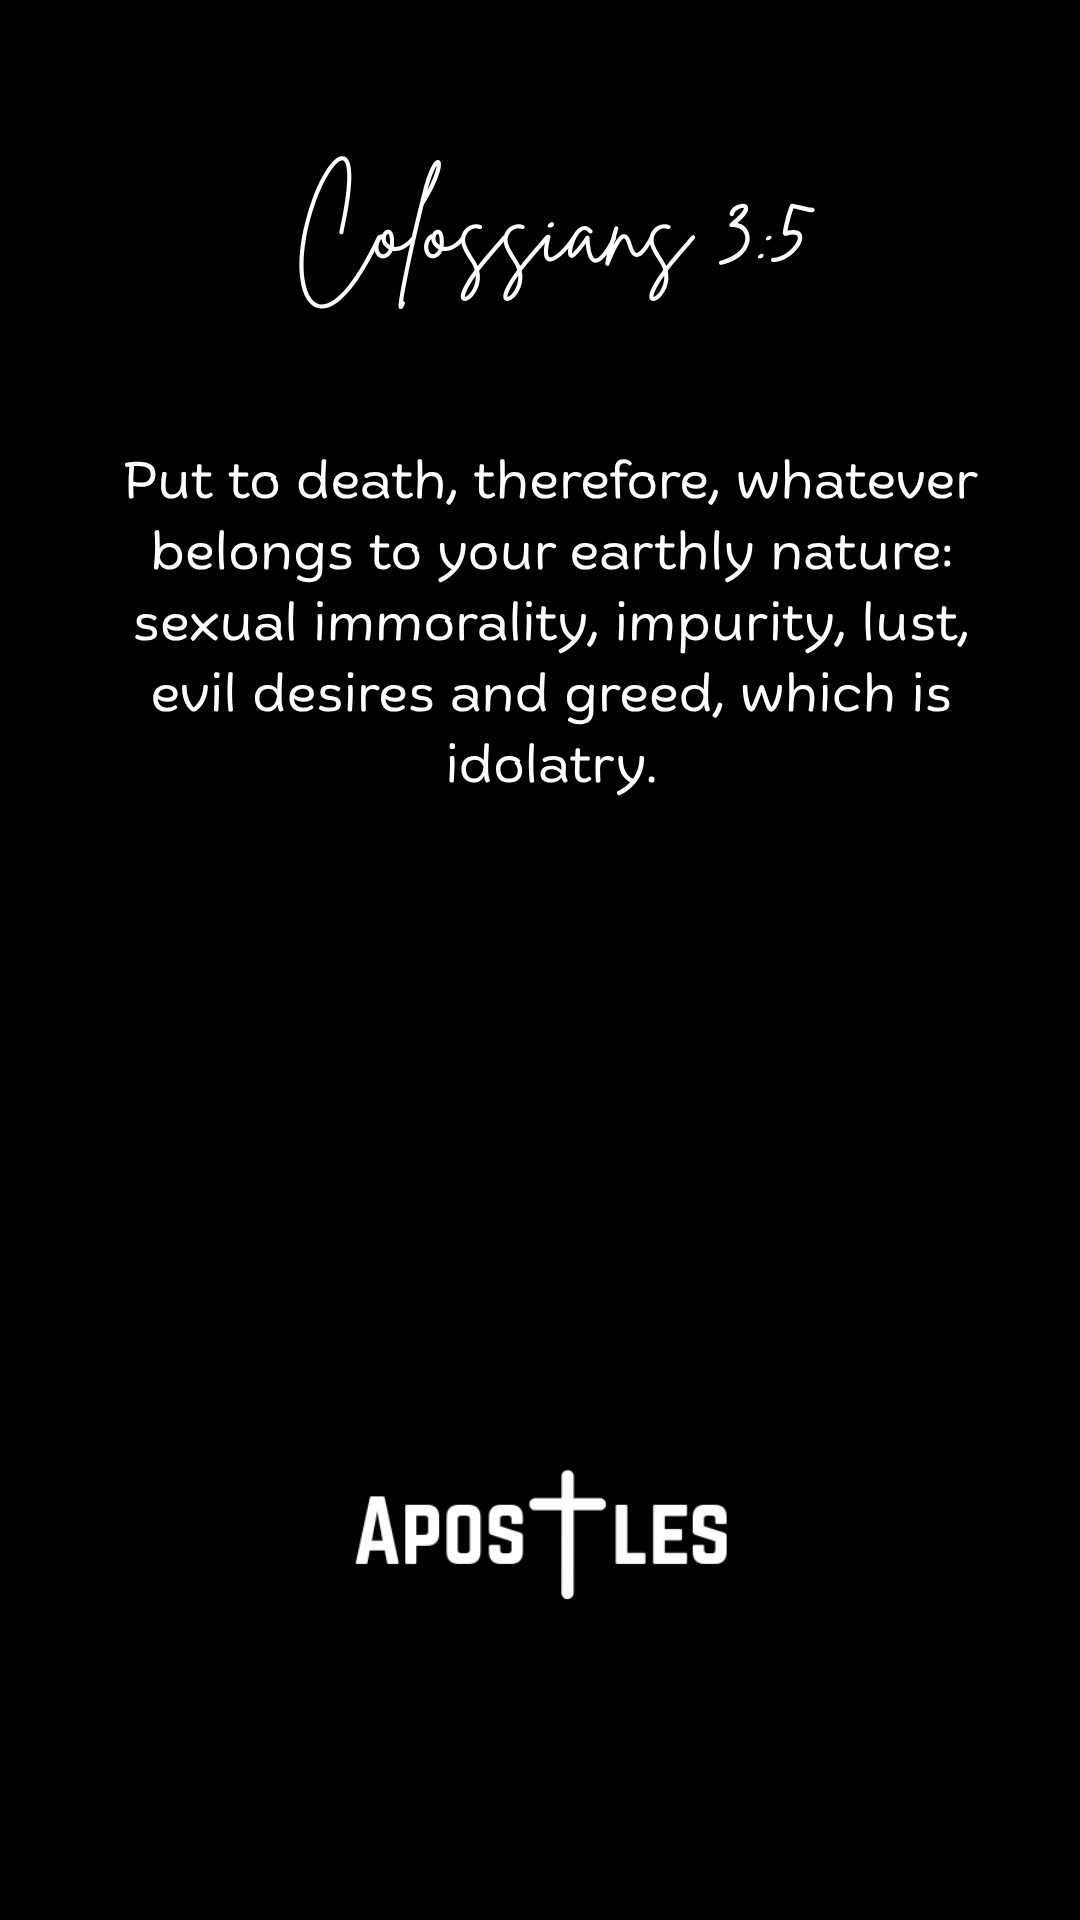 Colossians 3:5
Put to death, therefore, whatever
belongs to your earthly nature:
sexual immorality, impurity, lust,
evil desires and greed, which is
idolatry.
APOSTLES